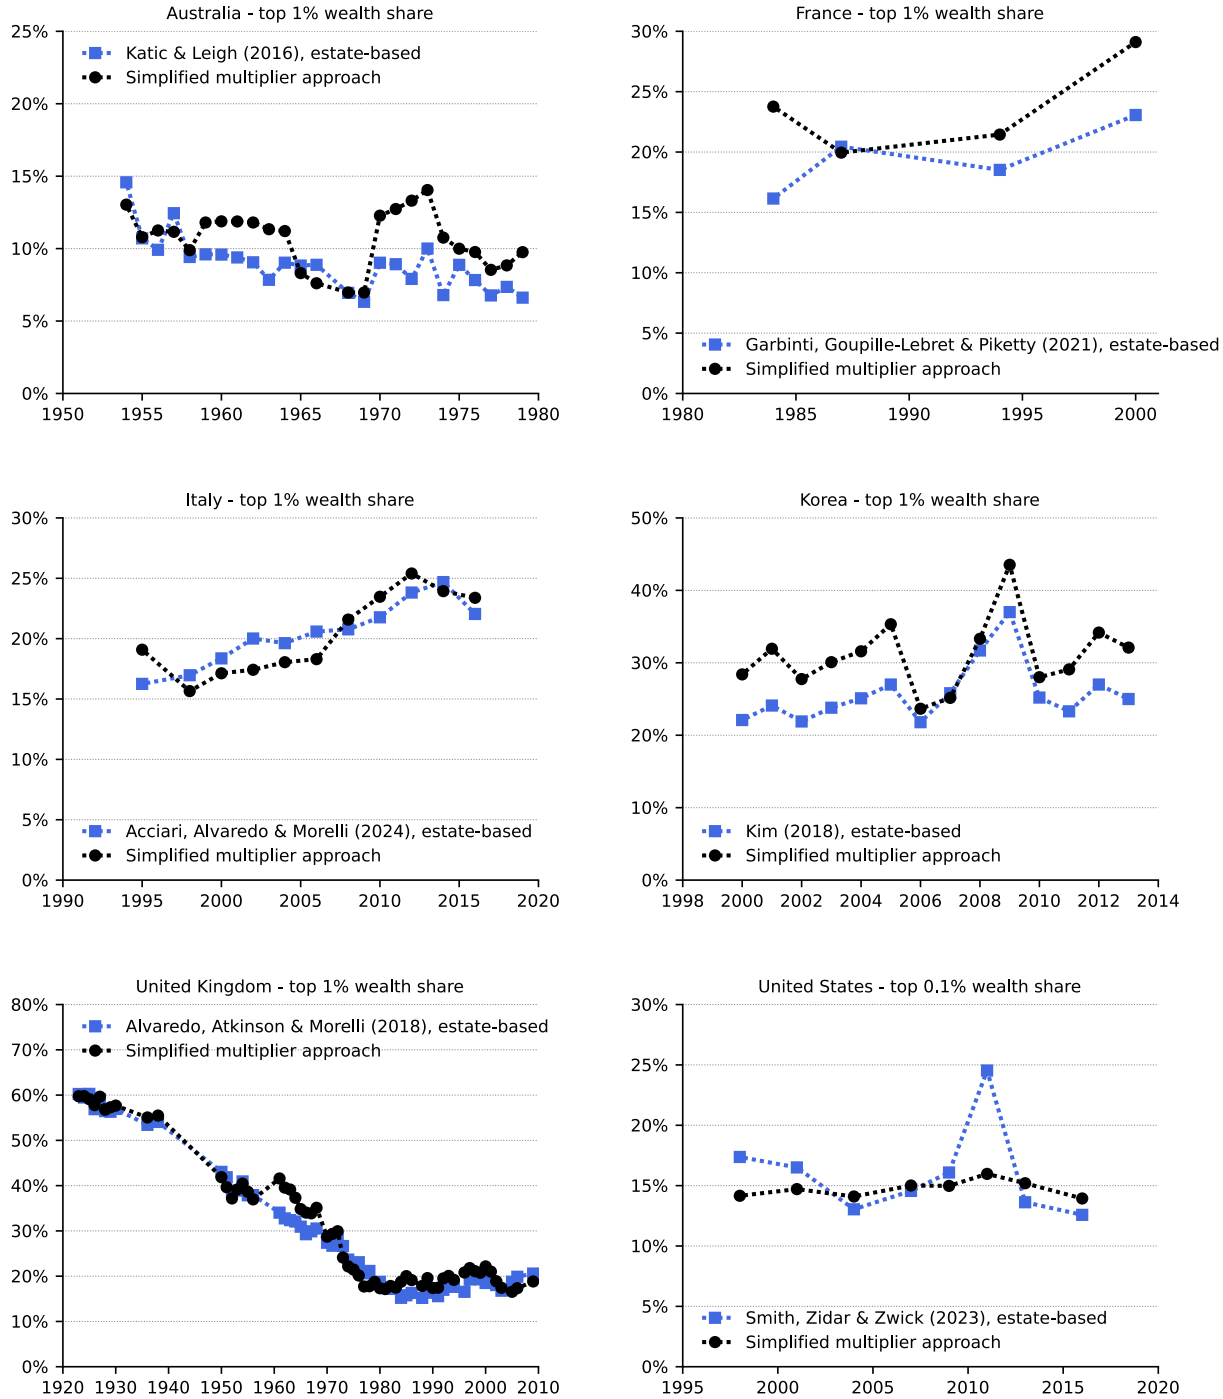 Australia - top 1% wealth share
25%
20%
15%
10%
5%
0%
Katic & Leigh (2016), estate-based
Simplified multiplier approach
1950 1955 1960 1965 1970 1975 1980
France - top 1% wealth share
30%
25%
20%
15%
10%
5%
0%
Garbinti, Goupille-Lebret & Piketty (2021), estate-based
Simplified multiplier approach
1980 1985 1990 1995 2000
Italy - top 1% wealth share
30%
25%
20%
15%
10%
5%
0%
Acciari, Alvaredo & Morelli (2024), estate-based
Simplified multiplier approach
1990 1995 2000 2005 2010 2015 2020
Korea - top 1% wealth share
50%
40%
30%
20%
10%
0%
Kim (2018), estate-based
Simplified multiplier approach
1998 2000 2002 2004 2006 2008 2010 2012 2014
United Kingdom - top 1% wealth share
80%
70%
60%
50%
40%
30%
20%
10%
0%
Alvaredo, Atkinson & Morelli (2018), estate-based
Simplified multiplier approach
1920 1930 1940 1950 1960 1970 1980 1990 2000 2010
United States - top 0.1% wealth share
30%
25%
20%
15%
10%
5%
0%
Smith, Zidar & Zwick (2023), estate-based
Simplified multiplier approach
1995 2000 2005 2010 2015 2020